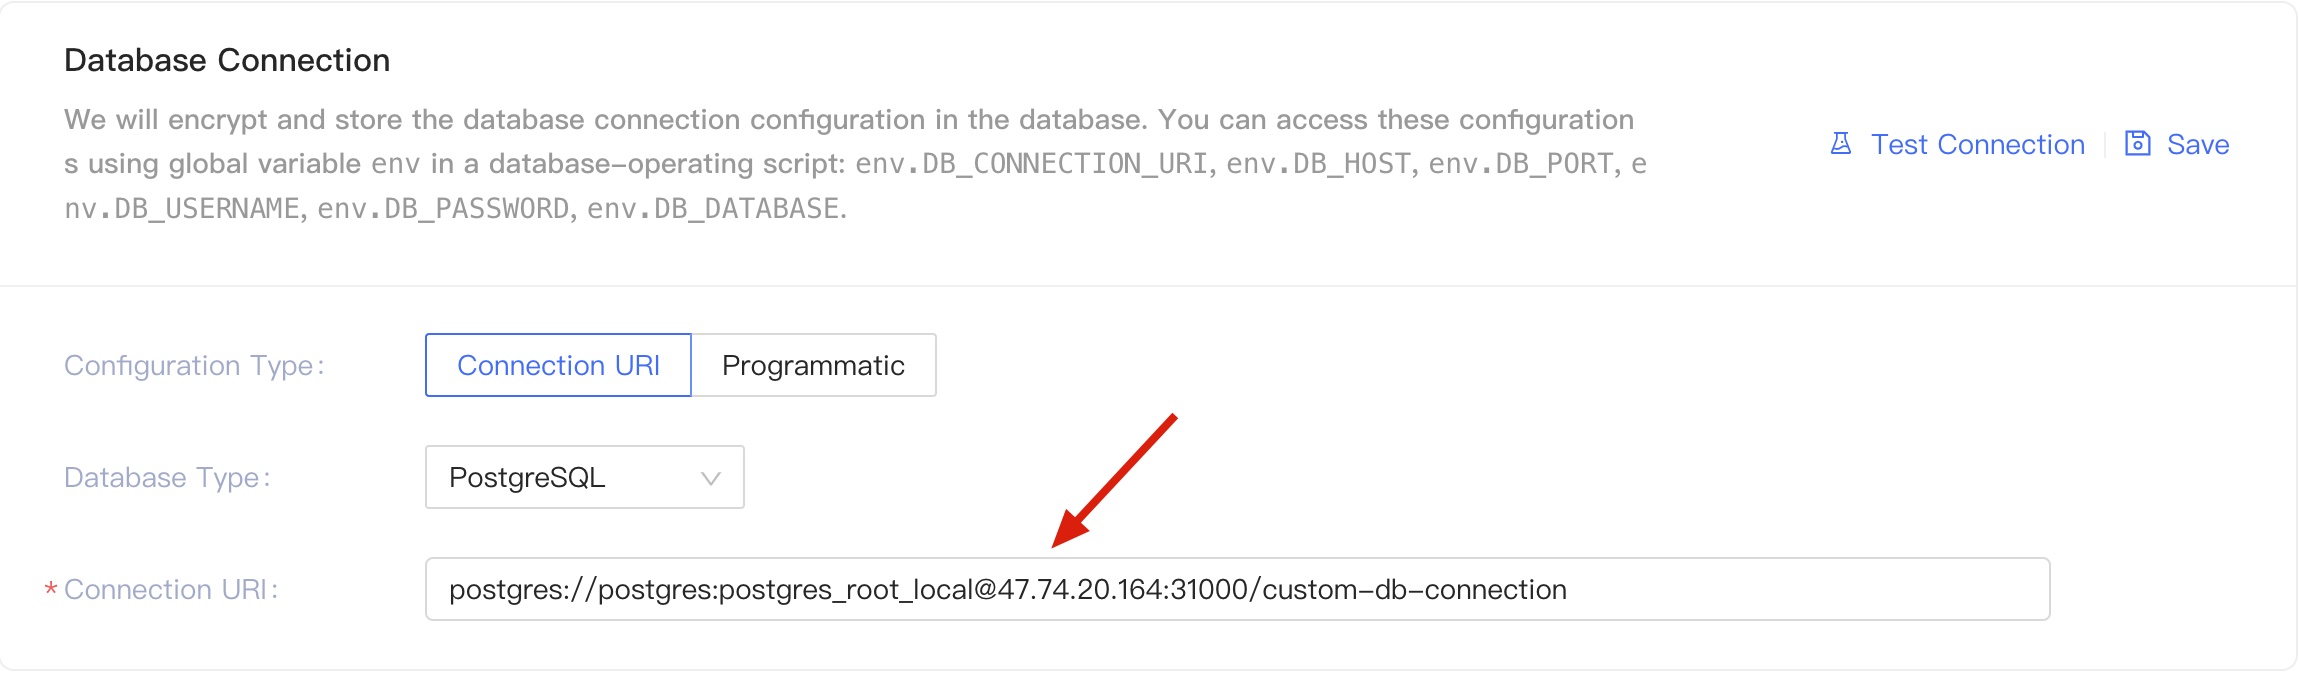 Database Connection
We will encrypt and store the database connection configuration in the database. You can access these configuration
s using global variable env in a database-operating script: env.DB_CONNECTION_URI, env.DB_HOST, env.DB_PORT, e
nv.DB_USERNAME, env.DB_PASSWORD, env.DB_DATABASE.
Test Connection
Save
Configuration Type:
Connection URI
Programmatic
Database Type:
PostgreSQL
* Connection URI:
postgres://postgres:postgres_root_local@47.74.20.164:31000/custom-db-connection